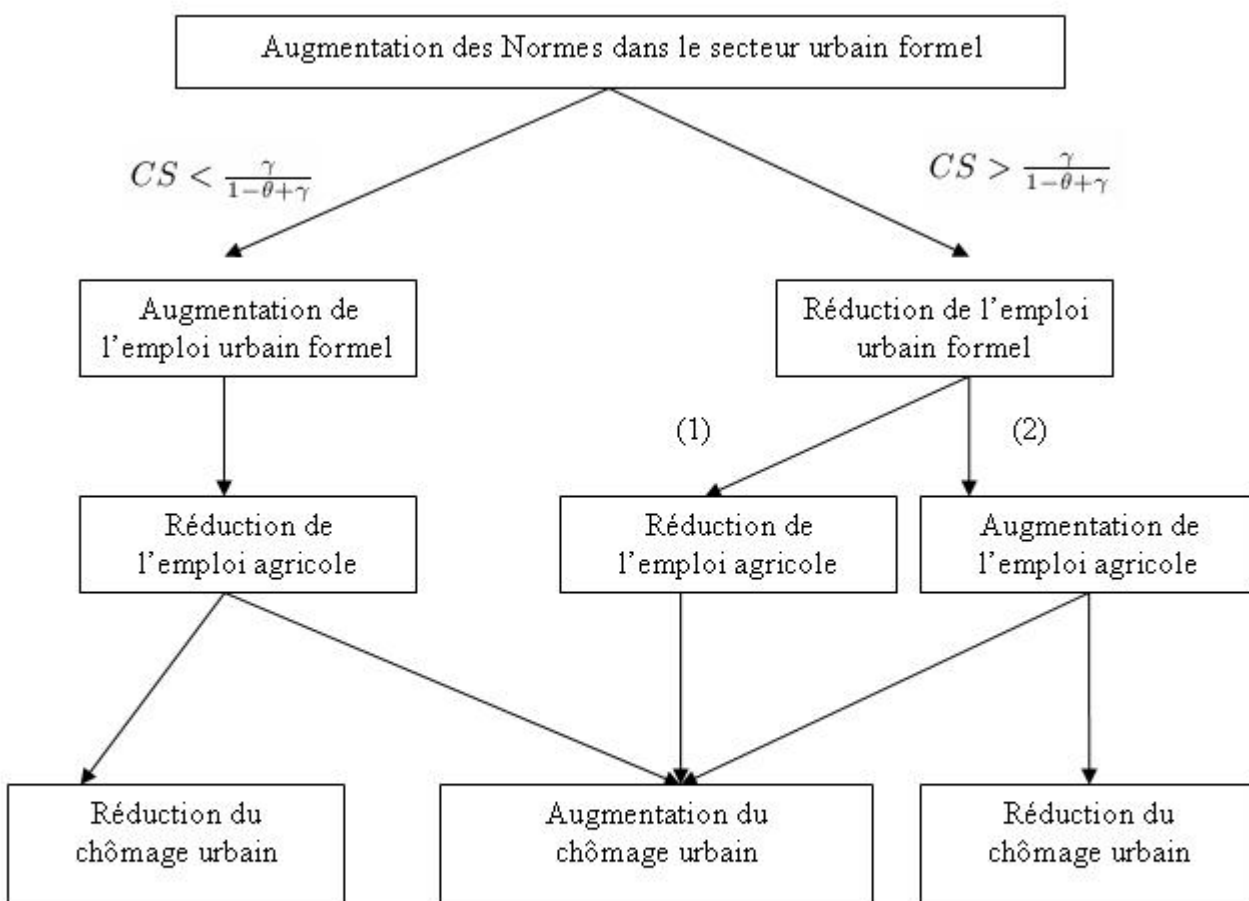 Augmentation des Normes dans le secteur urbain formel
CS < γ/(1−θ+γ)
CS > γ/(1−θ+γ)
Augmentation de
l'emploi urbain formel
Réduction de l'emploi
urbain formel
(1)
(2)
Réduction de
l'emploi agricole
Réduction de
l'emploi agricole
Augmentation de
l'emploi agricole
Réduction du
chômage urbain
Augmentation du
chômage urbain
Réduction du
chômage urbain